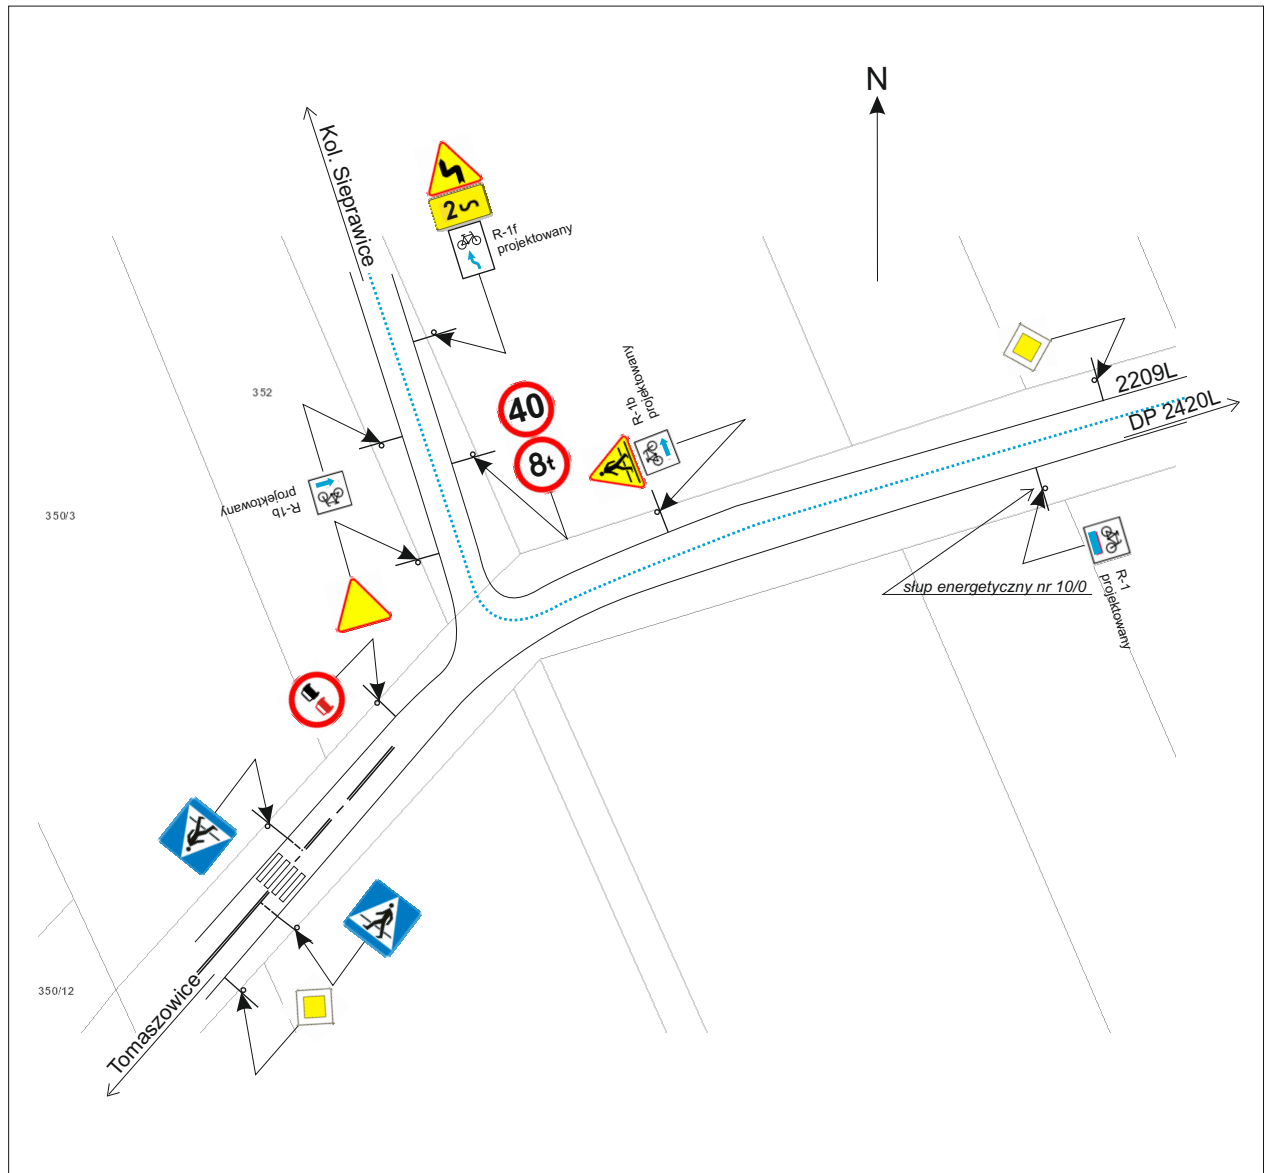 N
Kol. Sieprawice
2
R-1f
projektowany
352
R-1b
projektowany
40
8t
2209L
DP 2420L
R-1b
projektowany
350/3
słup energetyczny nr 10/0
R-1
projektowany
350/12
Tomaszowice